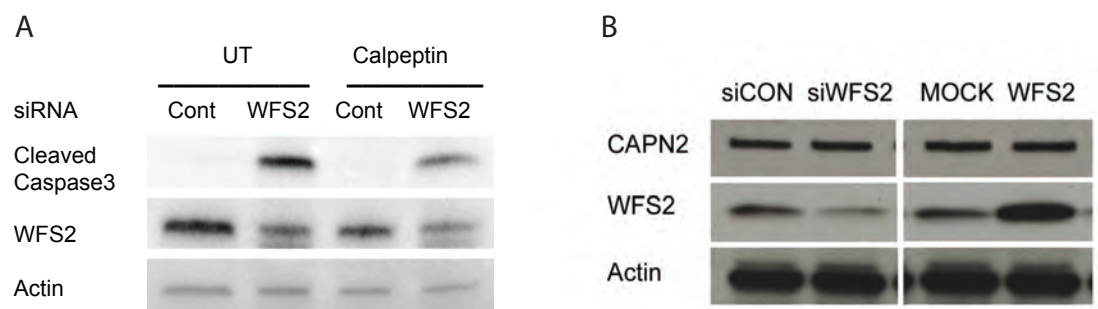 A
UT Calpeptin
siRNA Cont WFS2 Cont WFS2
Cleaved
Caspase3
WFS2
Actin
B
siCON siWFS2 MOCK WFS2
CAPN2
WFS2
Actin